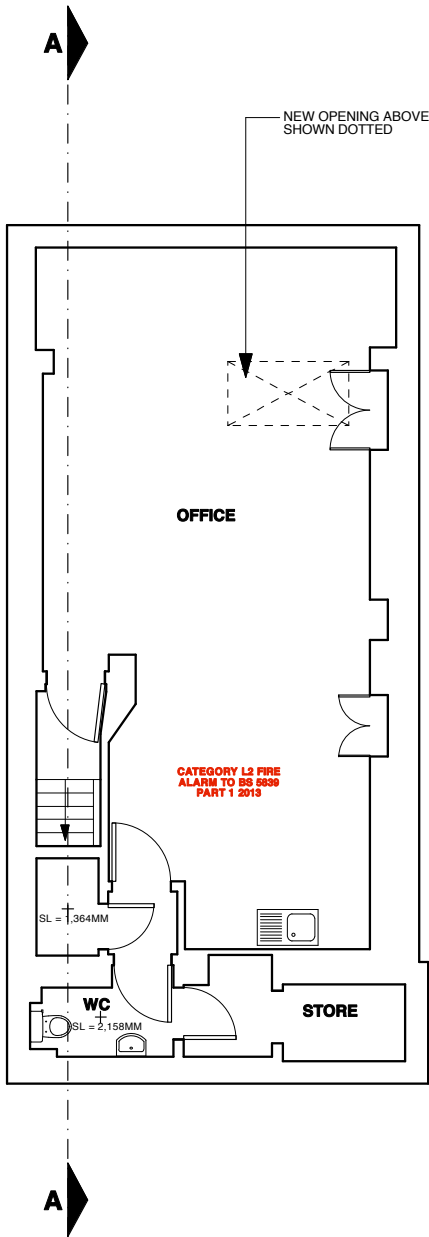 A
NEW OPENING ABOVE
SHOWN DOTTED
OFFICE
CATEGORY L2 FIRE
ALARM TO BS 5839
PART 1 2013
SL = 1,364MM
WC
SL = 2,158MM
STORE
A